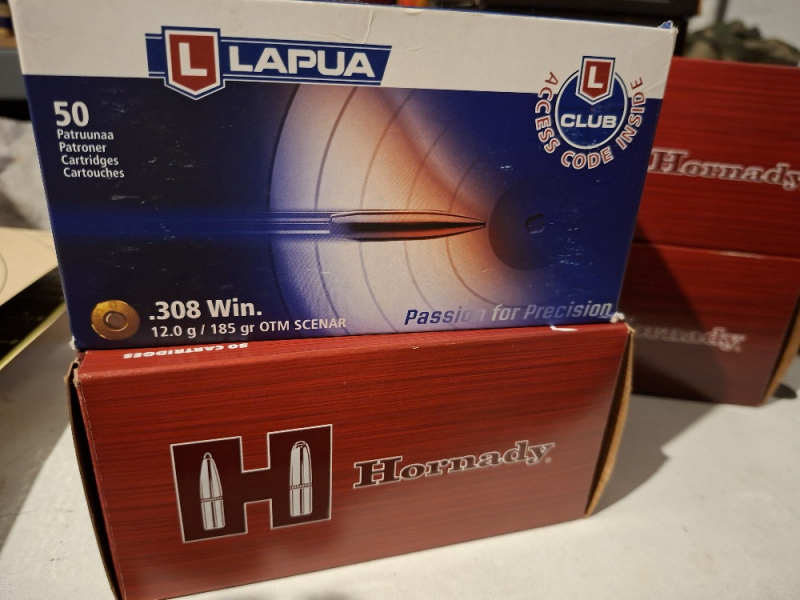 L LAPUA
50
Patruunaa
Patroner
Cartridges
Cartouches
L
CLUB
ACCESS CODE INSIDE
.308 Win.
12.0 g / 185 gr OTM SCENAR
Passion for Precision
Hornady
Hornady
50 CARTRIDGES
H Hornady